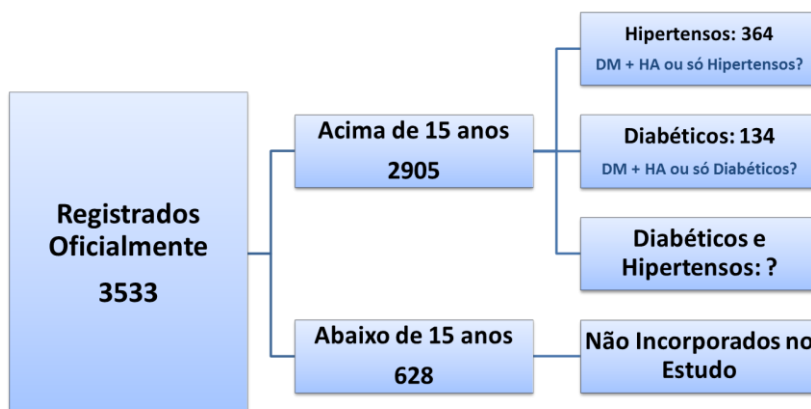 Registrados
Oficialmente
3533
Acima de 15 anos
2905
Hipertensos: 364
DM + HA ou só Hipertensos?
Diabéticos: 134
DM + HA ou só Diabéticos?
Diabéticos e
Hipertensos: ?
Abaixo de 15 anos
628
Não Incorporados no
Estudo